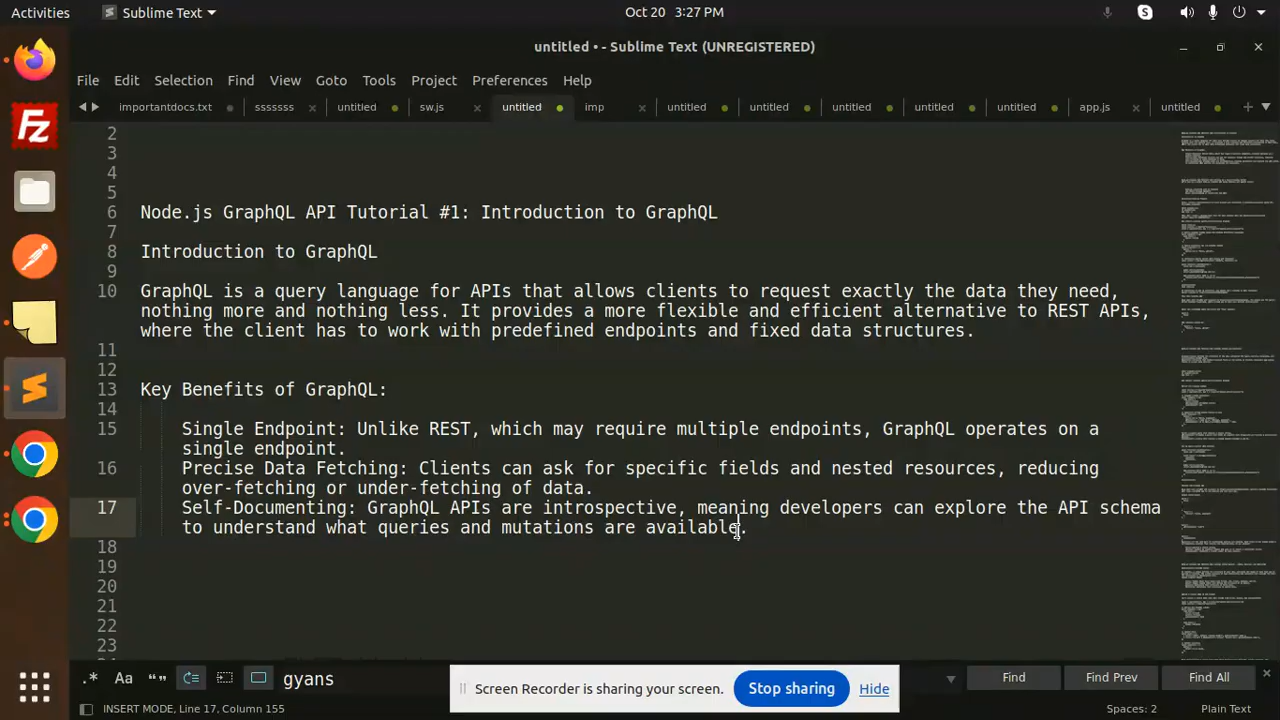 Activities
Sublime Text
Oct 20 3:27 PM
untitled • - Sublime Text (UNREGISTERED)
File Edit Selection Find View Goto Tools Project Preferences Help
importantdocs.txt sssssss untitled sw.js untitled imp untitled untitled untitled untitled untitled app.js untitled
2
3
4
5
6 Node.js GraphQL API Tutorial #1: Introduction to GraphQL
7
8 Introduction to GraphQL
9
10 GraphQL is a query language for APIs that allows clients to request exactly the data they need,
nothing more and nothing less. It provides a more flexible and efficient alternative to REST APIs,
where the client has to work with predefined endpoints and fixed data structures.
11
12
13 Key Benefits of GraphQL:
14
15 Single Endpoint: Unlike REST, which may require multiple endpoints, GraphQL operates on a
single endpoint.
16 Precise Data Fetching: Clients can ask for specific fields and nested resources, reducing
over-fetching or under-fetching of data.
17 Self-Documenting: GraphQL APIs are introspective, meaning developers can explore the API schema
to understand what queries and mutations are available.
18
19
20
21
22
23
.* Aa gyans
Find Find Prev Find All
Screen Recorder is sharing your screen. Stop sharing Hide
INSERT MODE, Line 17, Column 155
Spaces: 2 Plain Text